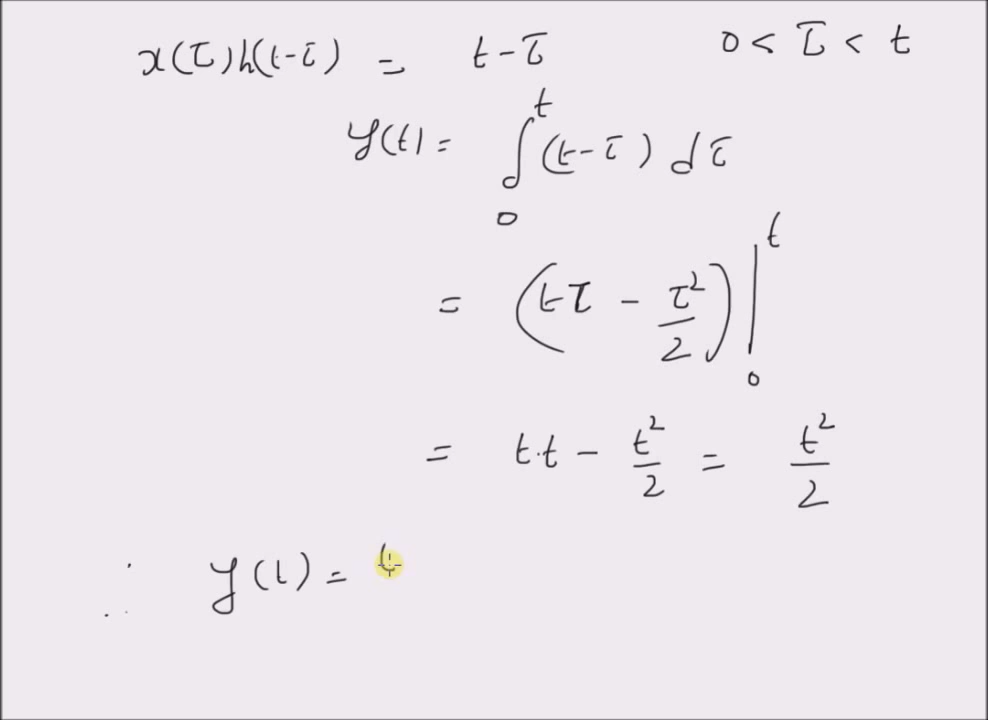 x(τ)h(t-τ) = t-τ 0 < τ < t
y(t) = ∫₀ᵗ (t-τ) dτ
= (tτ - τ²/2) |₀ᵗ
= t.t - t²/2 = t²/2
∴ y(t) =